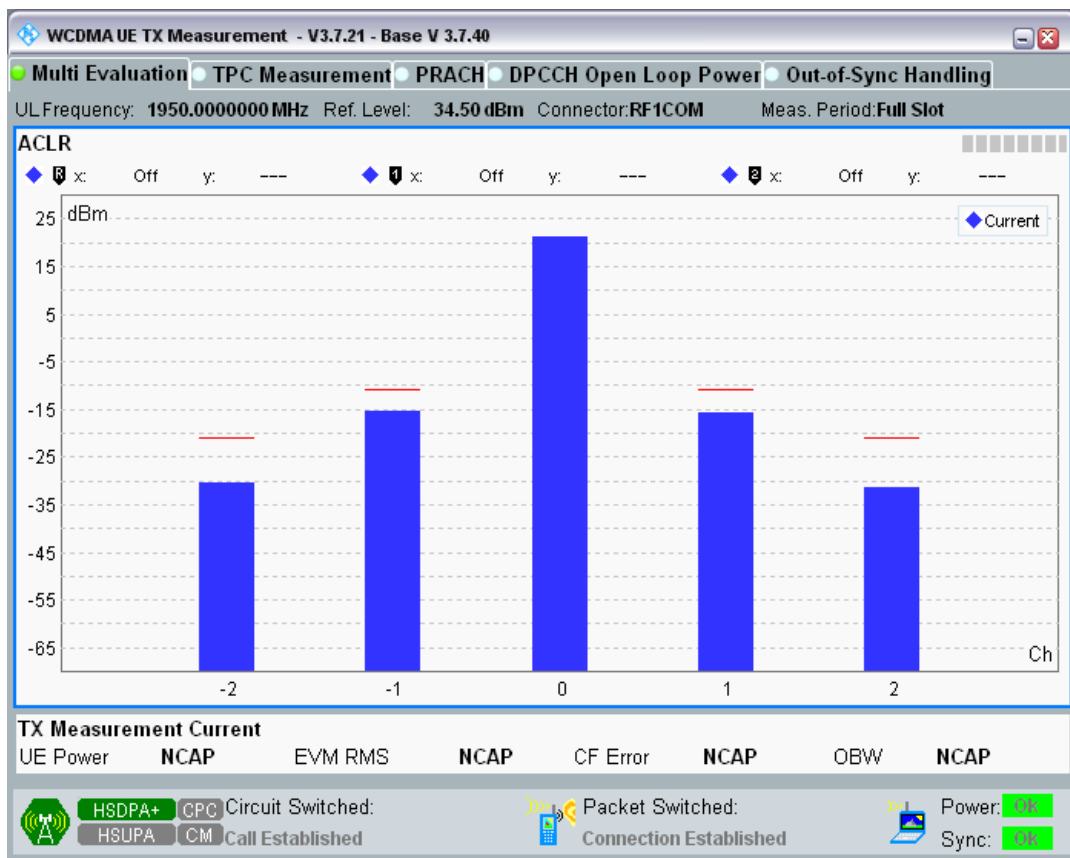 WCDMA UE TX Measurement - V3.7.21 - Base V 3.7.40
Multi Evaluation TPC Measurement PRACH DPCCH Open Loop Power Out-of-Sync Handling
UL Frequency: 1950.0000000 MHz Ref. Level: 34.50 dBm Connector:RF1COM Meas. Period:Full Slot
ACLR
R x: Off y: --- 1 x: Off y: --- 2 x: Off y: ---
dBm
Current
25
15
5
-5
-15
-25
-35
-45
-55
-65
Ch
-2 -1 0 1 2
TX Measurement Current
UE Power NCAP EVM RMS NCAP CF Error NCAP OBW NCAP
HSDPA+ CPC Circuit Switched: Packet Switched: Power: Ok
HSUPA CM Call Established Connection Established Sync: Ok